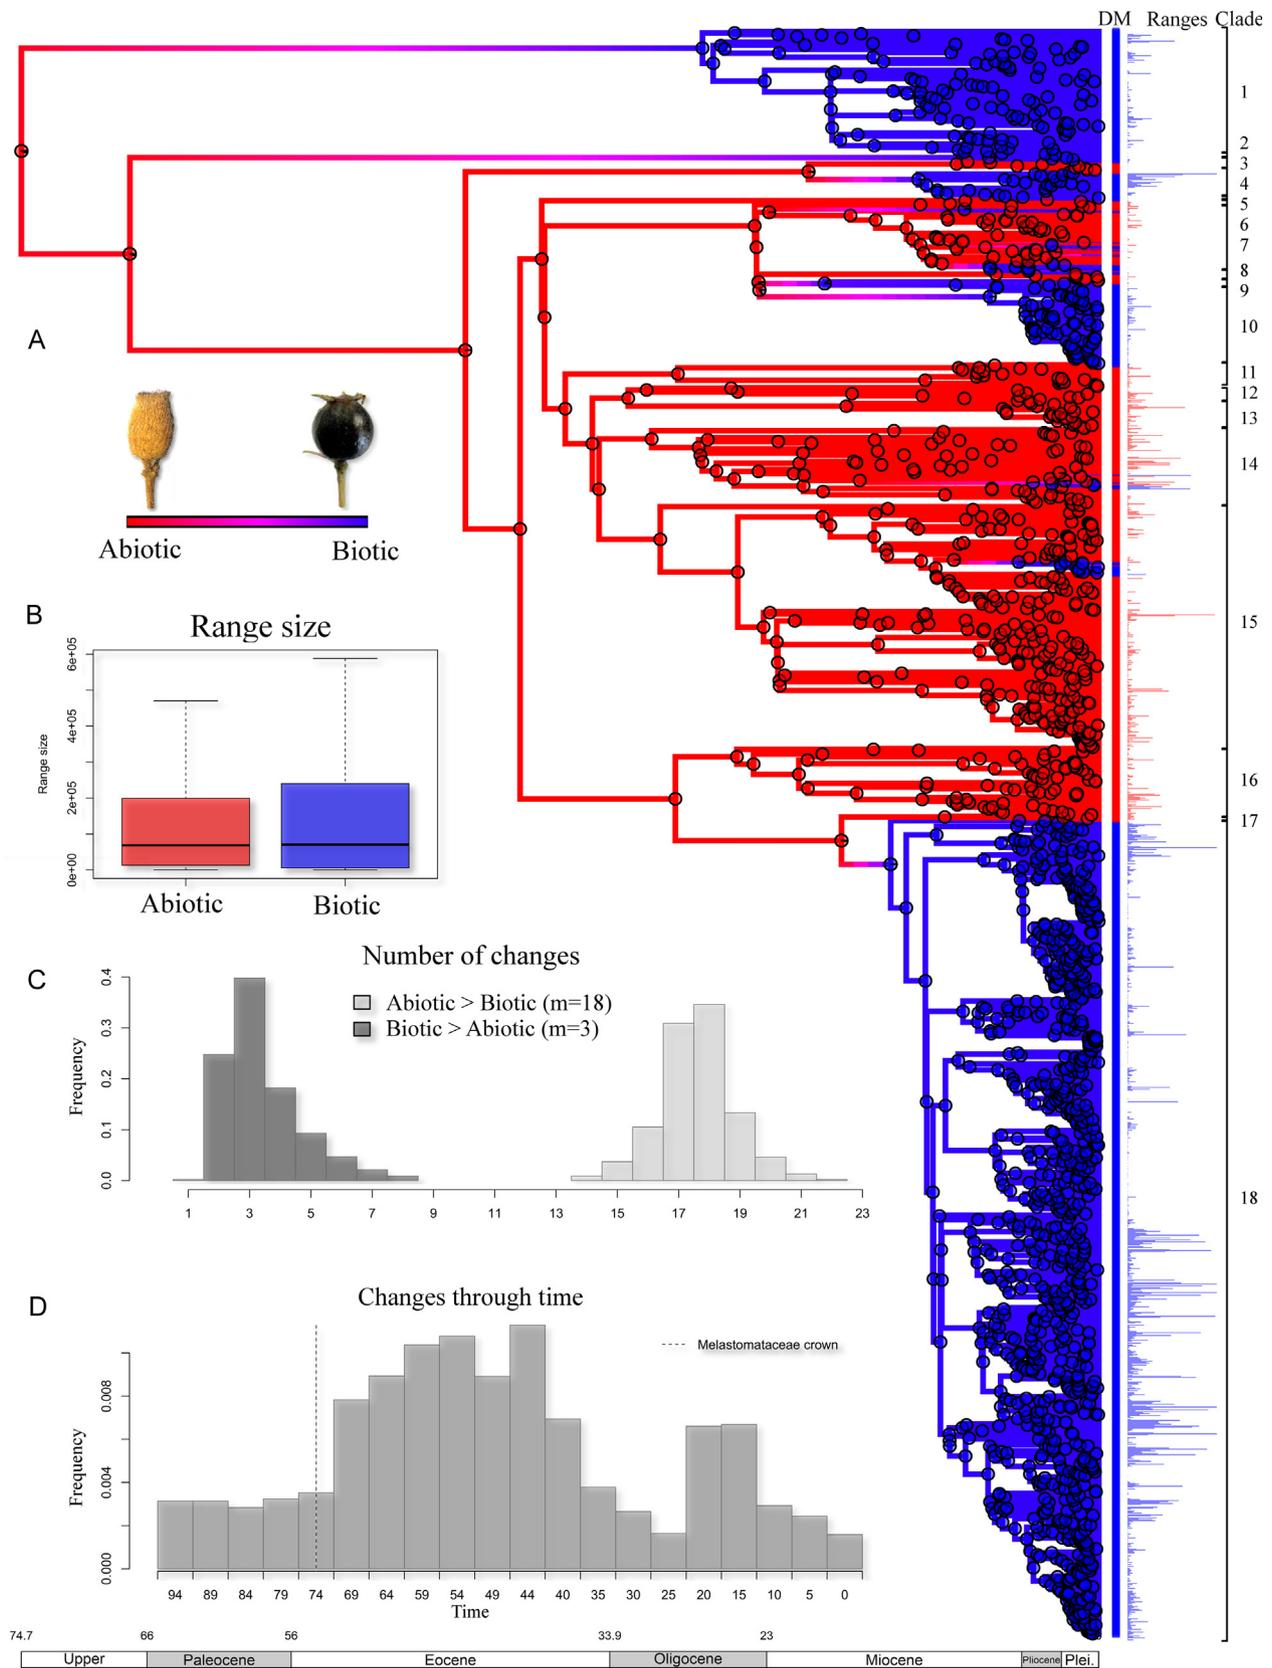 DM Ranges Clade
1
2
3
4
5
6
7
8
9
10
11
12
13
14
15
16
17
18
A
Abiotic Biotic
B
Range size
Range size
6e+05
4e+05
2e+05
0e+00
Abiotic Biotic
C
Number of changes
Abiotic > Biotic (m=18)
Biotic > Abiotic (m=3)
Frequency
0.4
0.3
0.2
0.1
0.0
1 3 5 7 9 11 13 15 17 19 21 23
D
Changes through time
Melastomataceae crown
Frequency
0.008
0.004
0.000
94 89 84 79 74 69 64 59 54 49 44 40 35 30 25 20 15 10 5 0
Time
74.7 66 56 33.9 23
Upper Paleocene Eocene Oligocene Miocene Pliocene Plei.